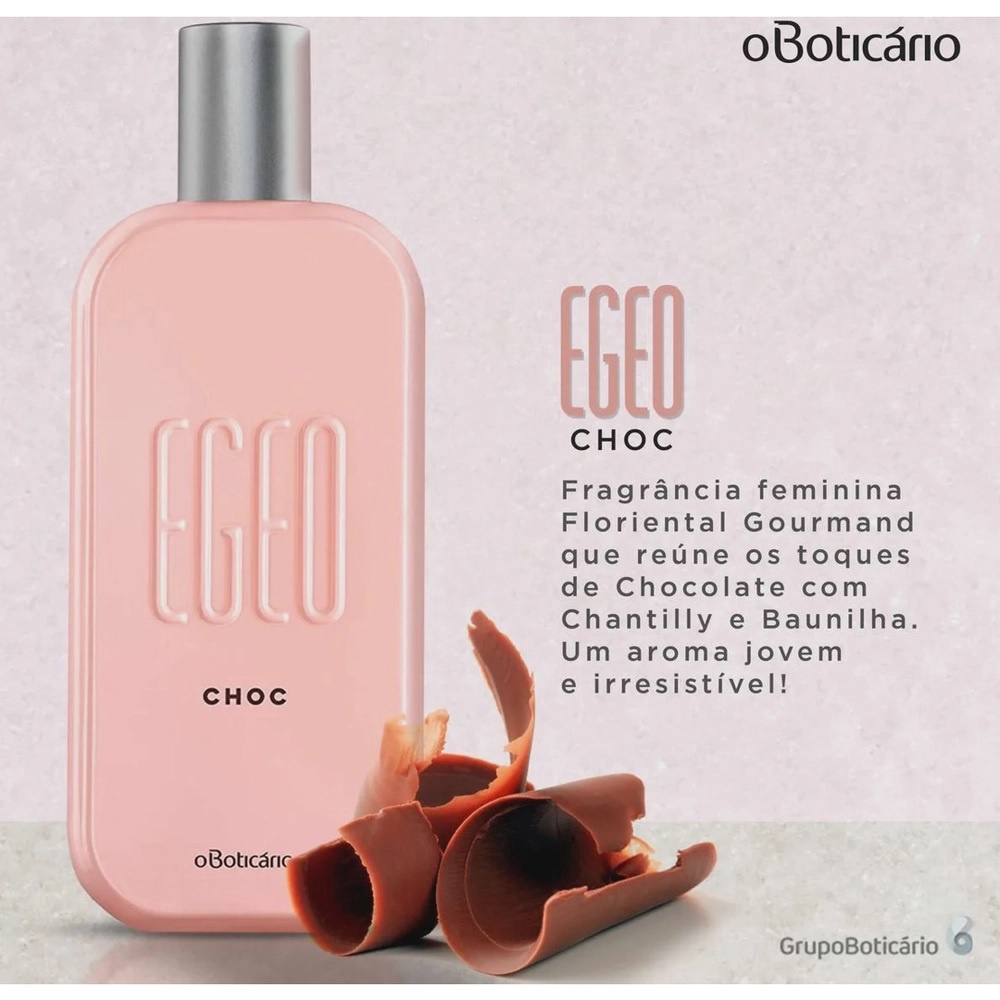 oBoticário
EGEO
CHOC
Fragrância feminina
Floriental Gourmand
que reúne os toques
de Chocolate com
Chantilly e Baunilha.
Um aroma jovem
e irresistível!
EGEO
CHOC
oBoticário
GrupoBoticário